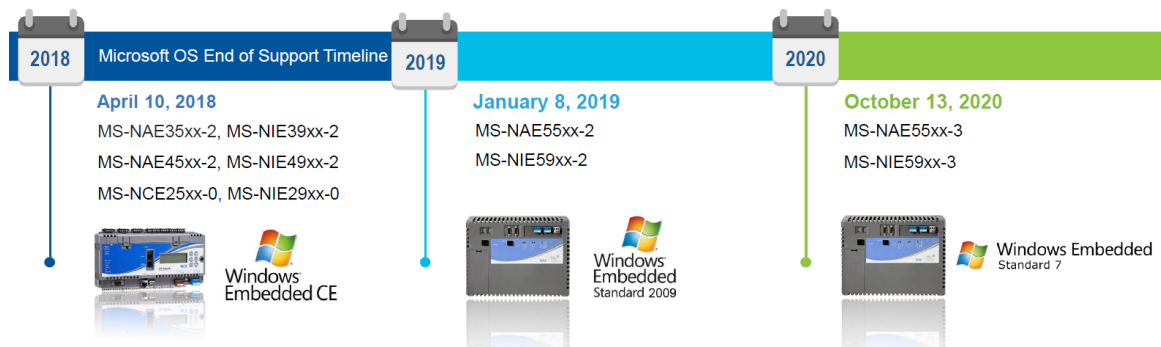 2018
Microsoft OS End of Support Timeline
2019
2020
April 10, 2018
MS-NAE35xx-2, MS-NIE39xx-2
MS-NAE45xx-2, MS-NIE49xx-2
MS-NCE25xx-0, MS-NIE29xx-0
Windows
Embedded CE
January 8, 2019
MS-NAE55xx-2
MS-NIE59xx-2
Windows
Embedded
Standard 2009
October 13, 2020
MS-NAE55xx-3
MS-NIE59xx-3
Windows Embedded
Standard 7